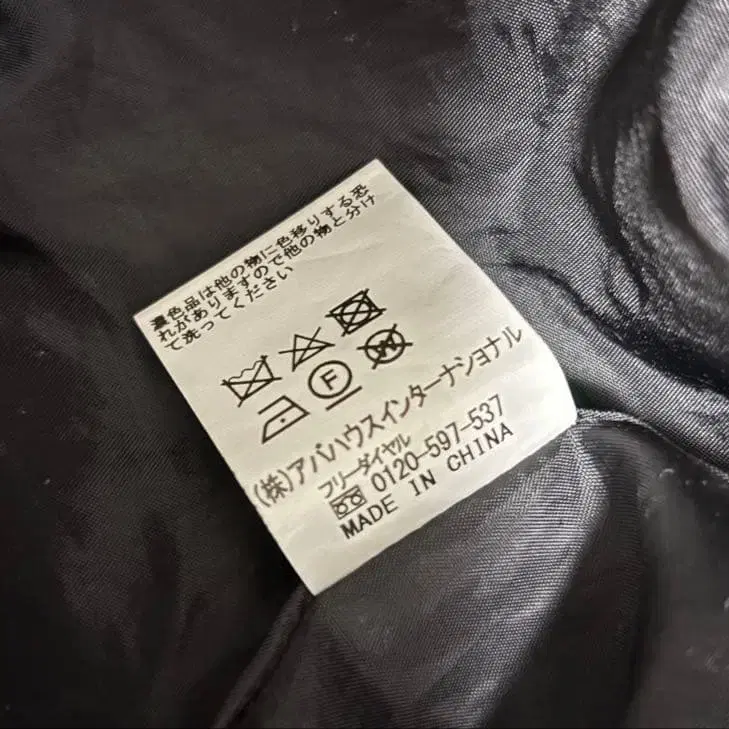 濃色品は他の物に色移りする恐
れがありますので他の物と分け
て洗ってください
F
W
(株)アバハウスインターナショナル
フリーダイヤル
0120-597-537
MADE IN CHINA